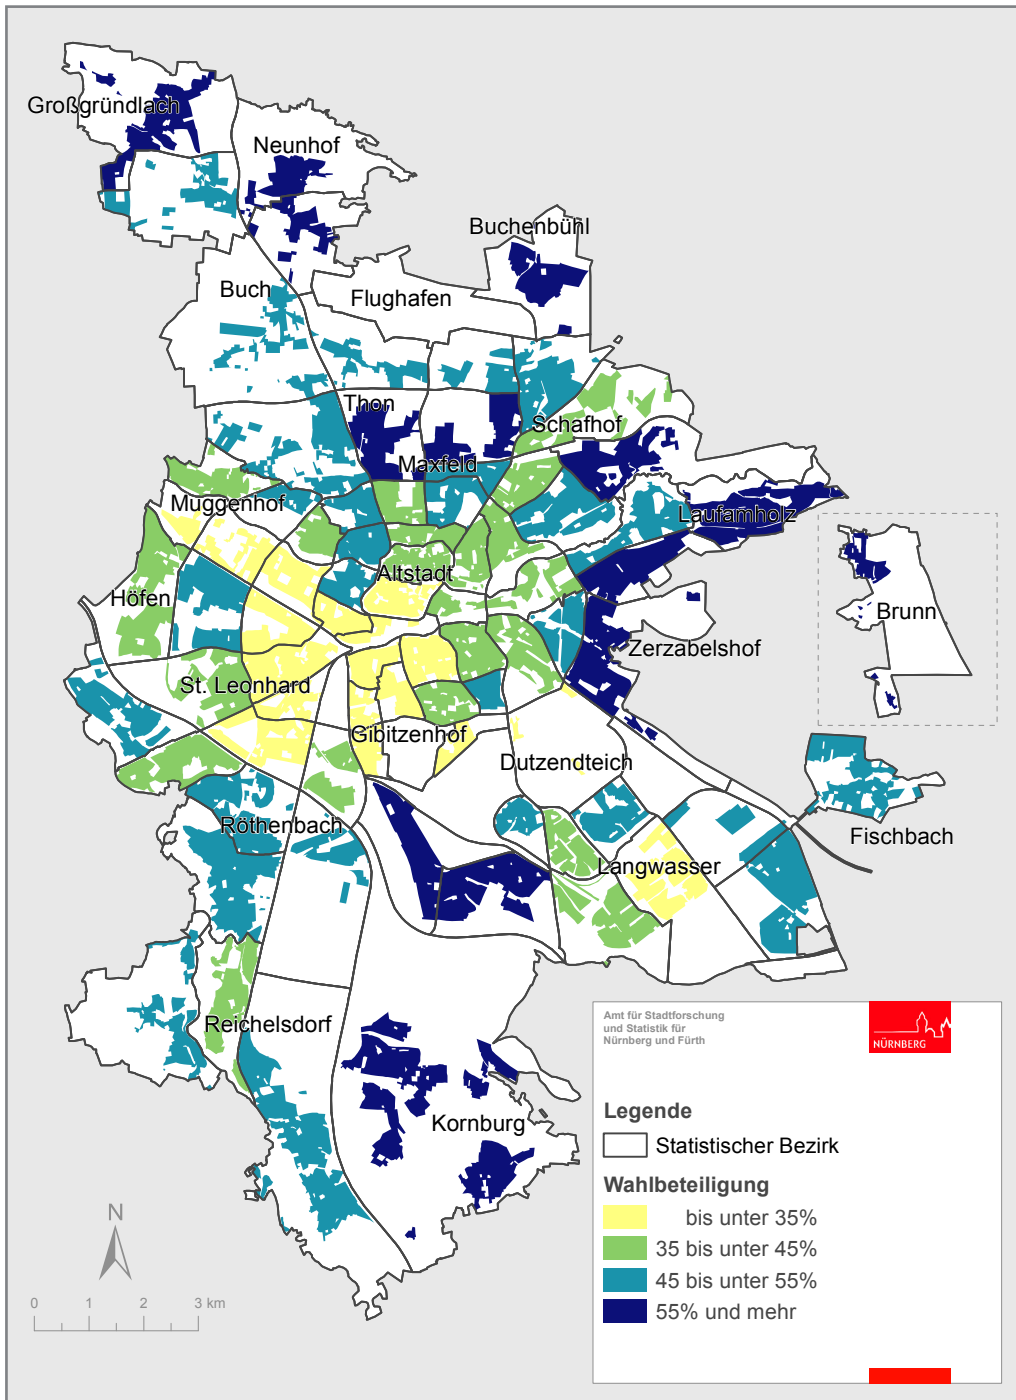 Großgründlach
Neunhof
Buchenbühl
Buch
Flughafen
Thon
Schafhof
Maxfeld
Muggenhof
Laufamholz
Altstadt
Höfen
Brunn
Zerzabelshof
St. Leonhard
Gibitzenhof
Dutzendteich
Röthenbach
Fischbach
Langwasser
Reichelsdorf
Kornburg
Amt für Stadtforschung
und Statistik für
Nürnberg und Fürth
NÜRNBERG
Legende
Statistischer Bezirk
Wahlbeteiligung
bis unter 35%
35 bis unter 45%
45 bis unter 55%
55% und mehr
N
0 1 2 3 km